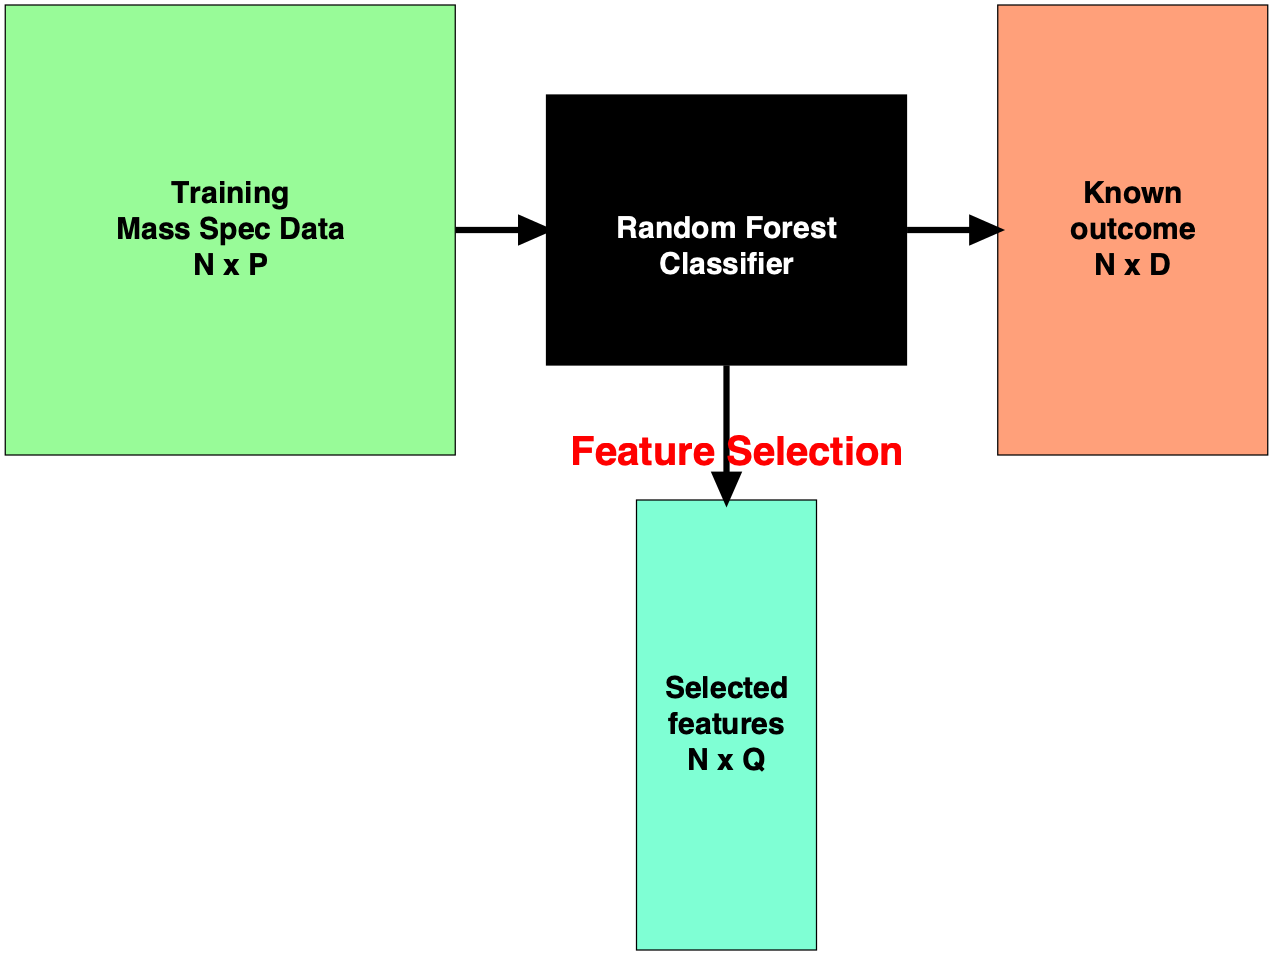 Training
Mass Spec Data
N x P
Random Forest
Classifier
Known
outcome
N x D
Feature Selection
Selected
features
N x Q